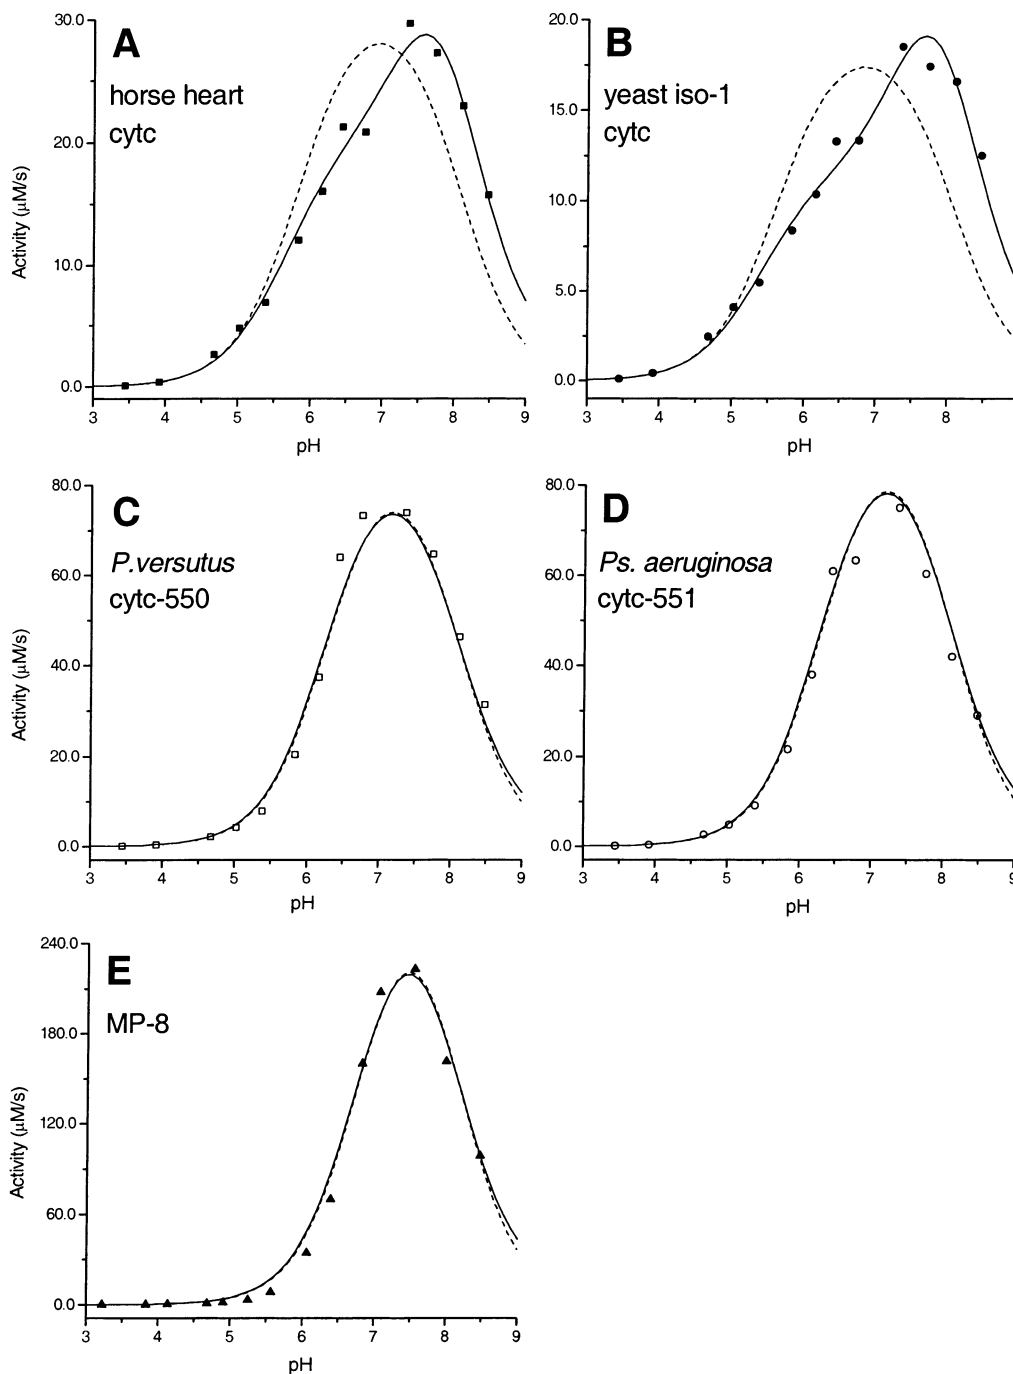 A
horse heart
cytc
Activity (μM/s)
30.0
20.0
10.0
0.0
3 4 5 6 7 8 9
pH
B
yeast iso-1
cytc
20.0
15.0
10.0
5.0
0.0
3 4 5 6 7 8
pH
C
P.versutus
cytc-550
Activity (μM/s)
80.0
60.0
40.0
20.0
0.0
3 4 5 6 7 8 9
pH
D
Ps. aeruginosa
cytc-551
80.0
60.0
40.0
20.0
0.0
3 4 5 6 7 8 9
pH
E
MP-8
Activity (μM/s)
240.0
180.0
120.0
60.0
0.0
3 4 5 6 7 8 9
pH